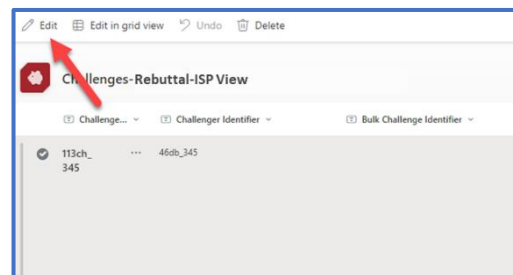 Edit Edit in grid view Undo Delete
Challenges-Rebuttal-ISP View
Challenge... Challenger Identifier Bulk Challenge Identifier
113ch_ ... 46db_345
345